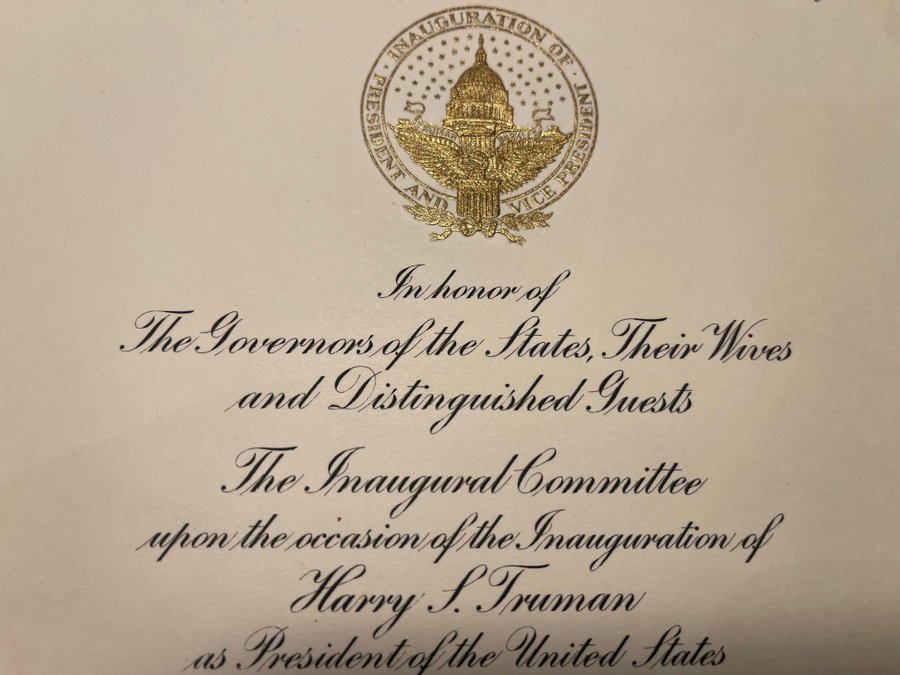 · INAUGURATION OF ·
PRESIDENT AND VICE PRESIDENT
In honor of
The Governors of the States, Their Wives
and Distinguished Guests
The Inaugural Committee
upon the occasion of the Inauguration of
Harry S. Truman
as President of the United States